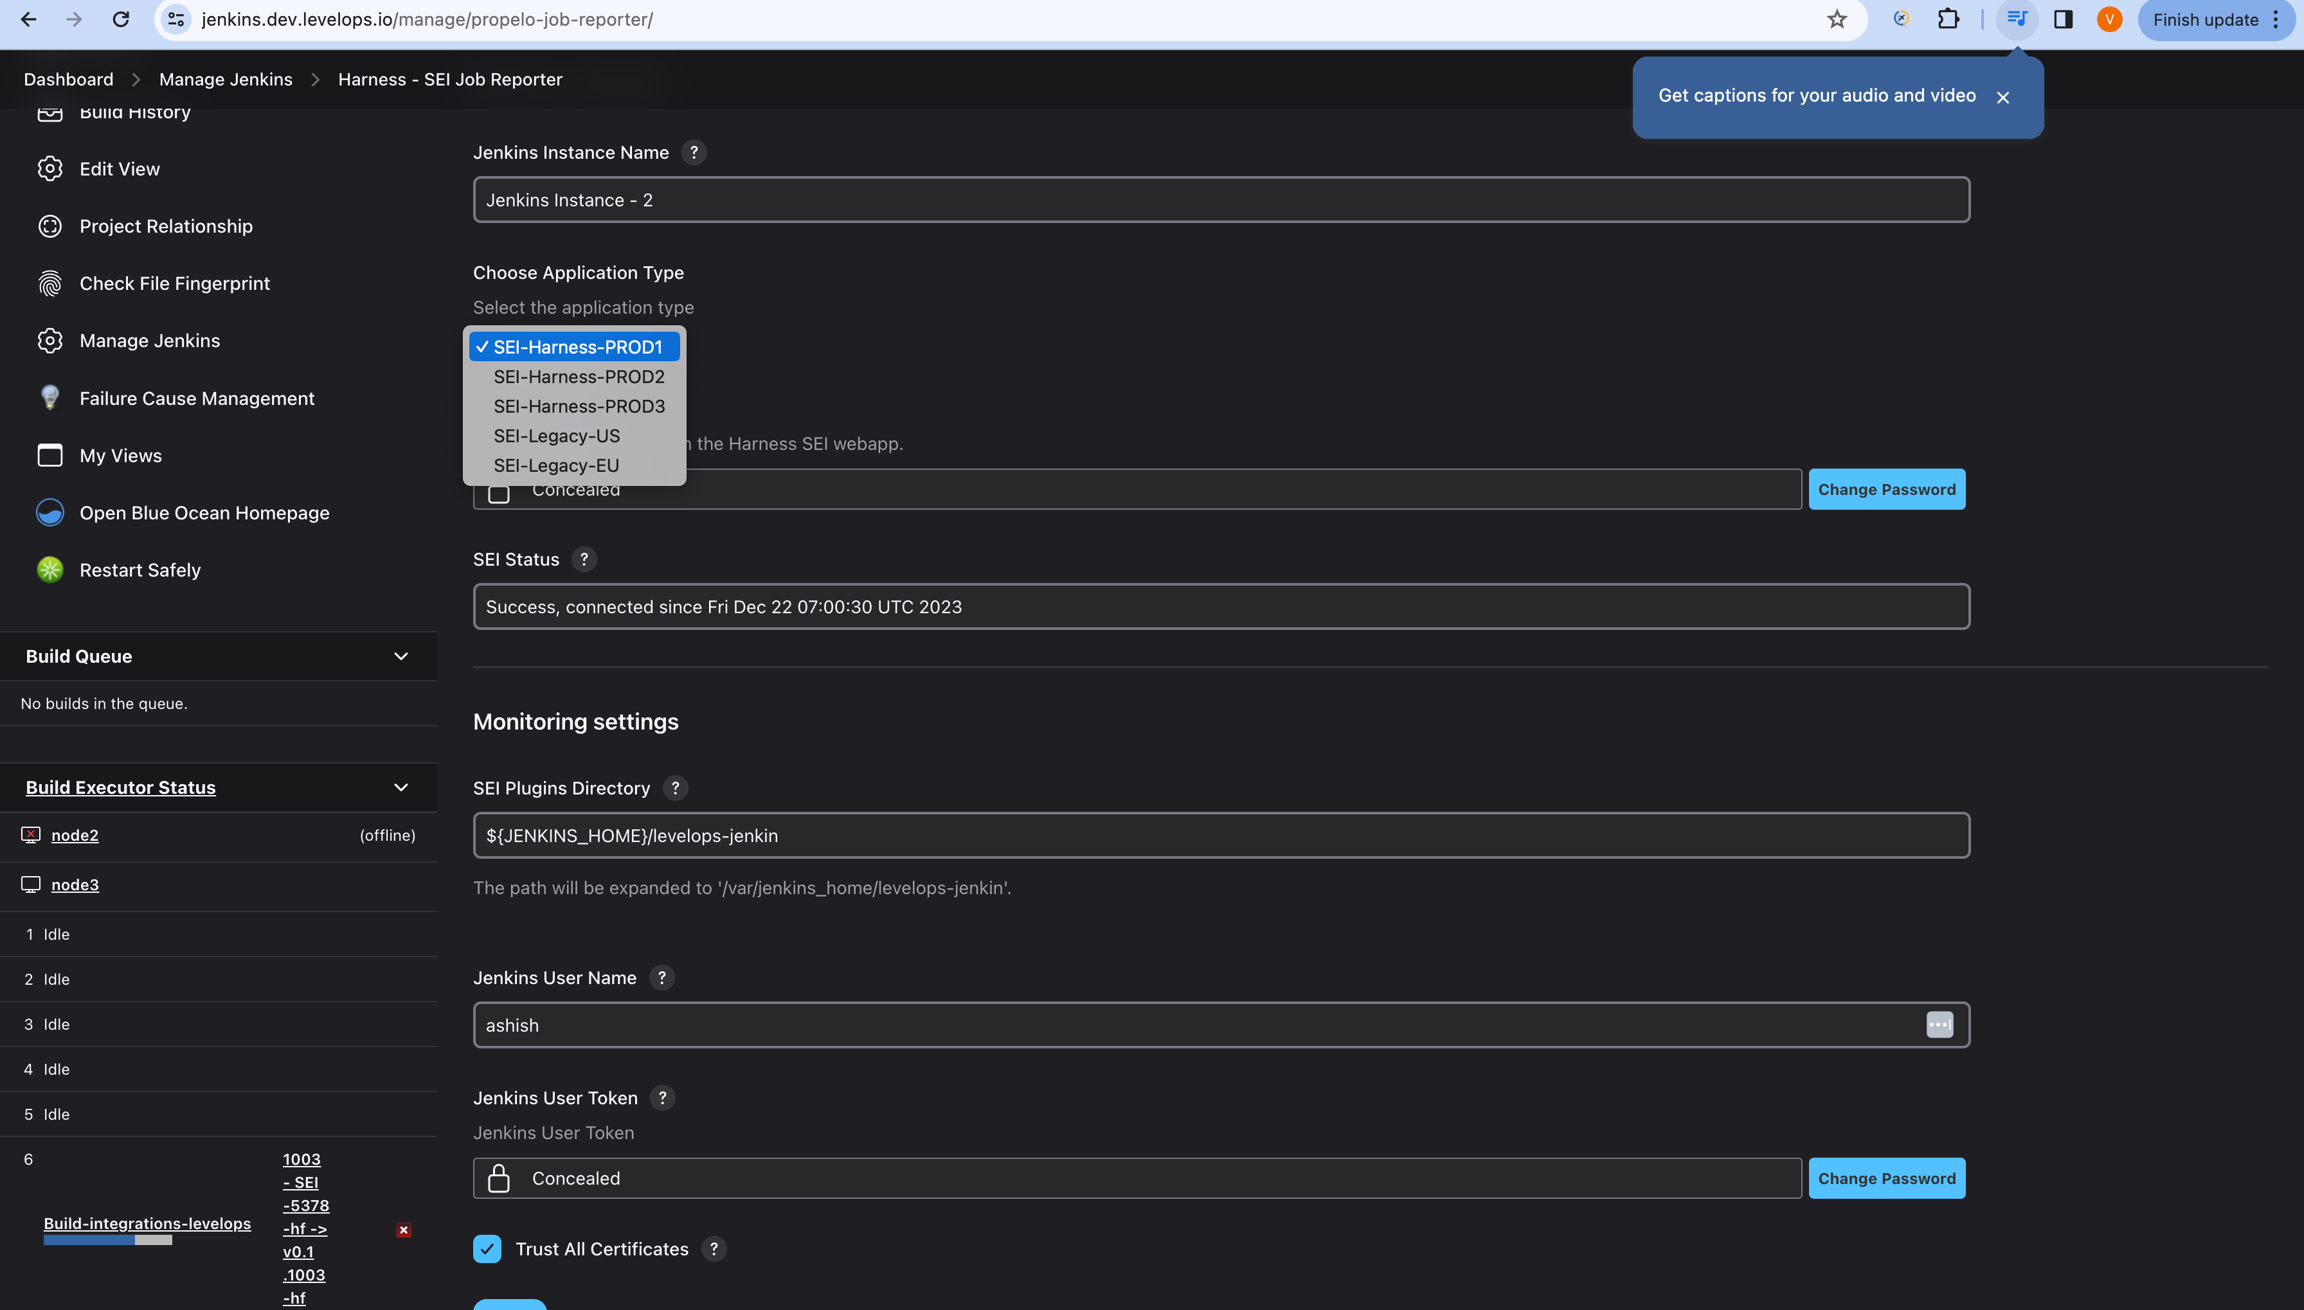 jenkins.dev.levelops.io/manage/propelo-job-reporter/
V
Finish update
Dashboard
Manage Jenkins
Harness - SEI Job Reporter
Get captions for your audio and video
Build History
Edit View
Project Relationship
Check File Fingerprint
Manage Jenkins
Failure Cause Management
My Views
Open Blue Ocean Homepage
Restart Safely
Build Queue
No builds in the queue.
Build Executor Status
node2
(offline)
node3
1 Idle
2 Idle
3 Idle
4 Idle
5 Idle
6
Build-integrations-levelops
1003
- SEI
-5378
-hf ->
v0.1
.1003
-hf
Jenkins Instance Name ?
Jenkins Instance - 2
Choose Application Type
Select the application type
✓ SEI-Harness-PROD1
SEI-Harness-PROD2
SEI-Harness-PROD3
SEI-Legacy-US
SEI-Legacy-EU
the Harness SEI webapp.
Concealed
Change Password
SEI Status ?
Success, connected since Fri Dec 22 07:00:30 UTC 2023
Monitoring settings
SEI Plugins Directory ?
${JENKINS_HOME}/levelops-jenkin
The path will be expanded to '/var/jenkins_home/levelops-jenkin'.
Jenkins User Name ?
ashish
Jenkins User Token ?
Jenkins User Token
Concealed
Change Password
Trust All Certificates ?